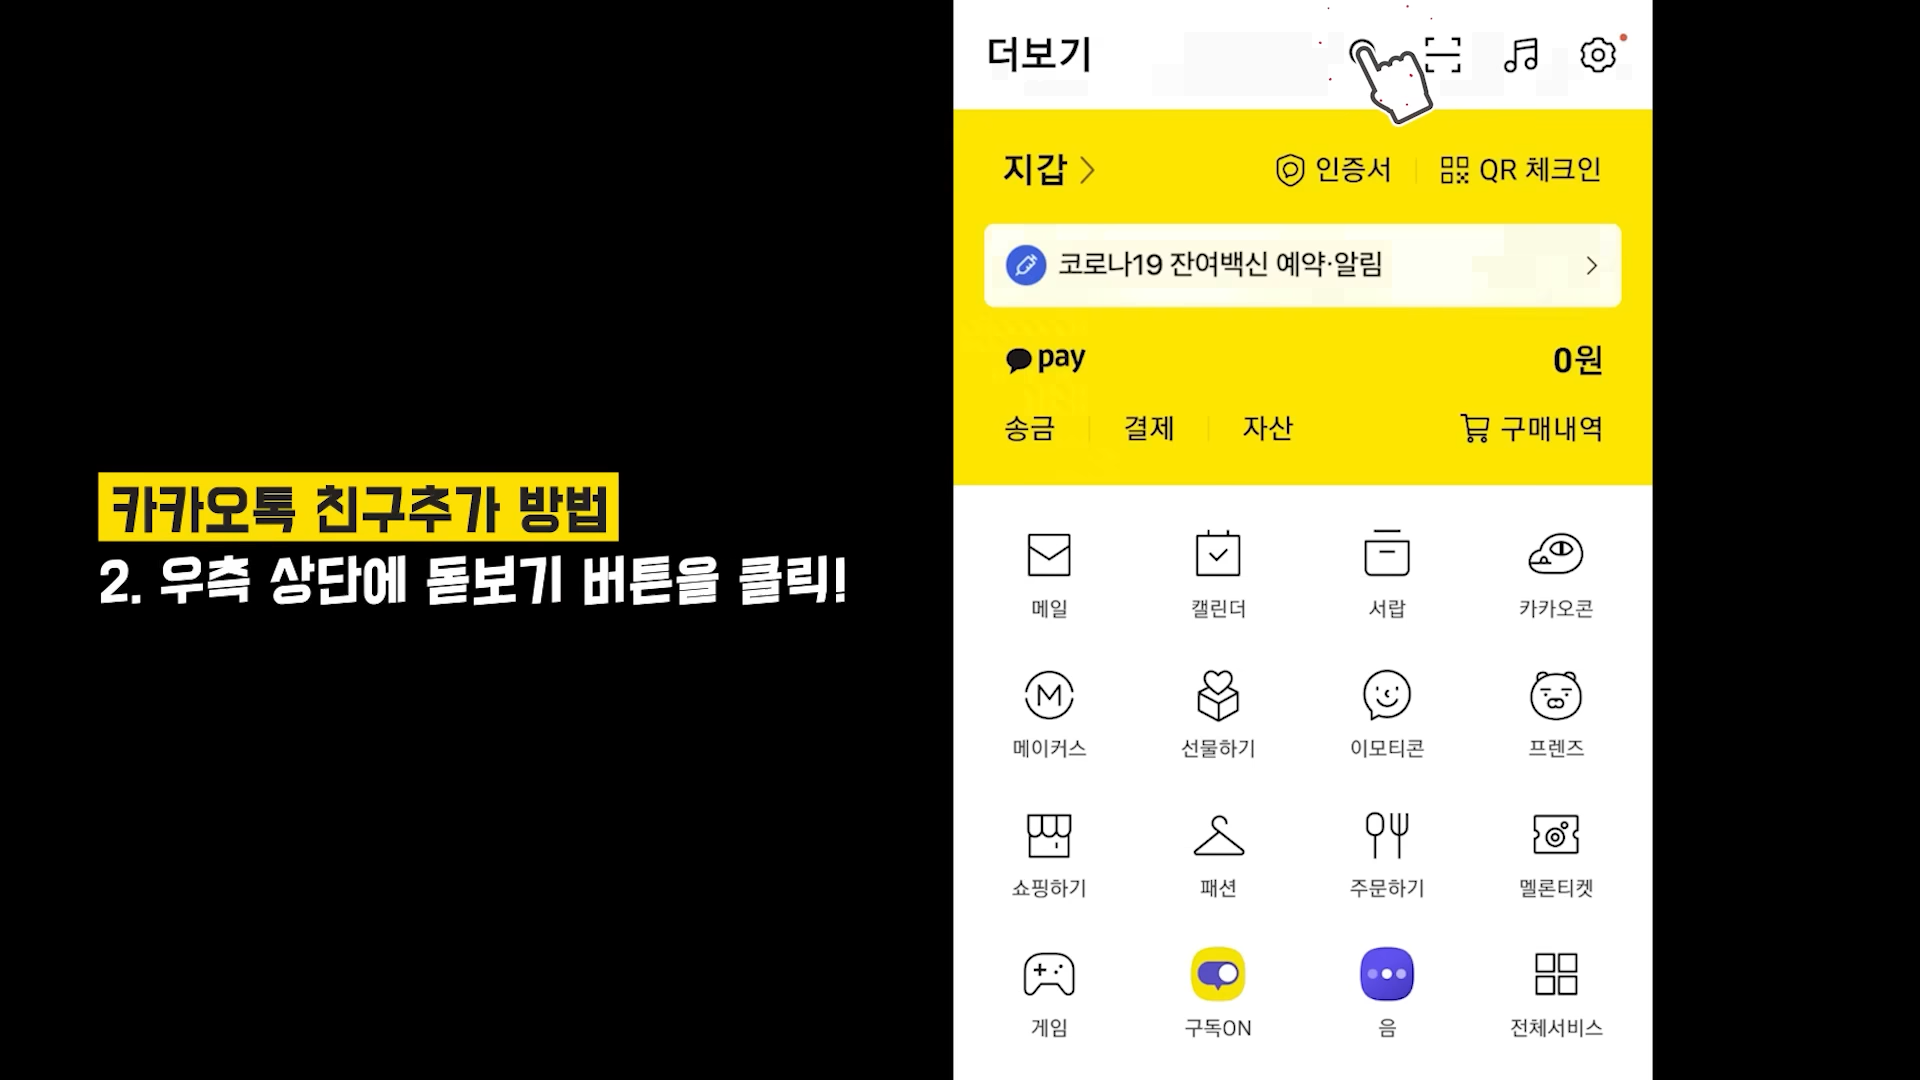 카카오톡 친구추가 방법
2. 우측 상단에 돋보기 버튼을 클릭!
더보기
지갑 >
인증서
QR 체크인
코로나19 잔여백신 예약·알림
pay
0원
송금
결제
자산
구매내역
메일
캘린더
서랍
카카오콘
M
메이커스
선물하기
이모티콘
프렌즈
쇼핑하기
패션
주문하기
멜론티켓
게임
구독ON
음
전체서비스